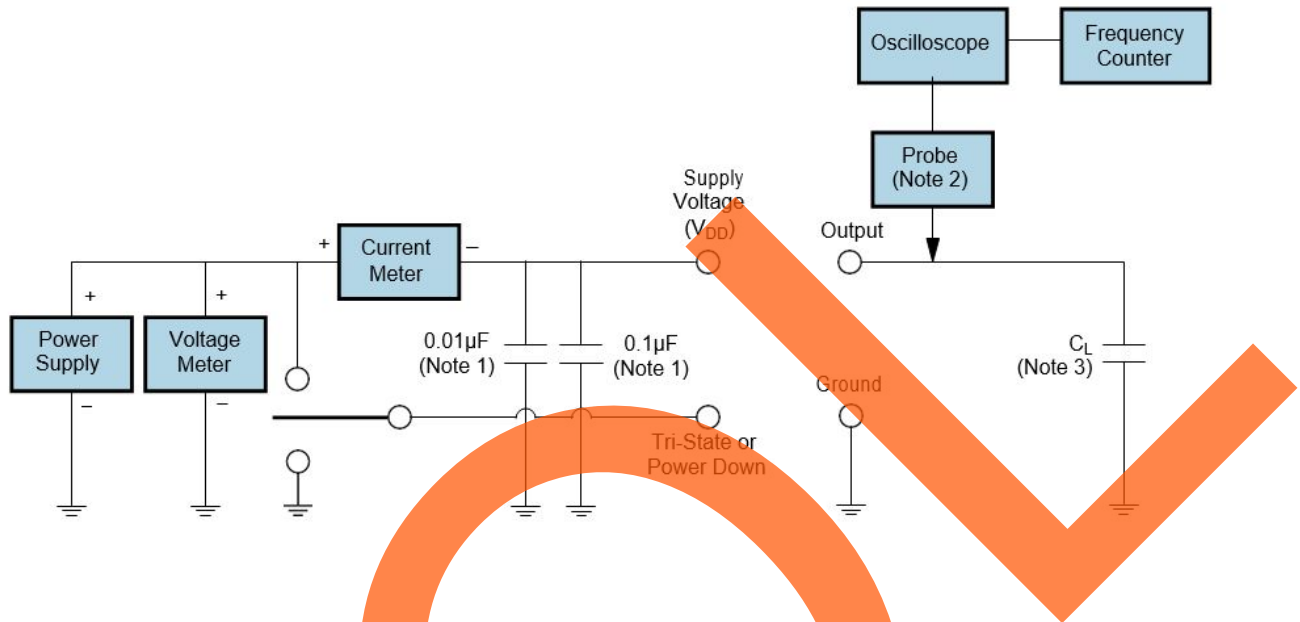 Oscilloscope
Frequency
Counter
Probe
(Note 2)
Supply
Voltage
(VDD)
Output
+
Current
Meter
–
+
Power
Supply
–
+
Voltage
Meter
–
0.01µF
(Note 1)
0.1µF
(Note 1)
CL
(Note 3)
Ground
Tri-State or
Power Down